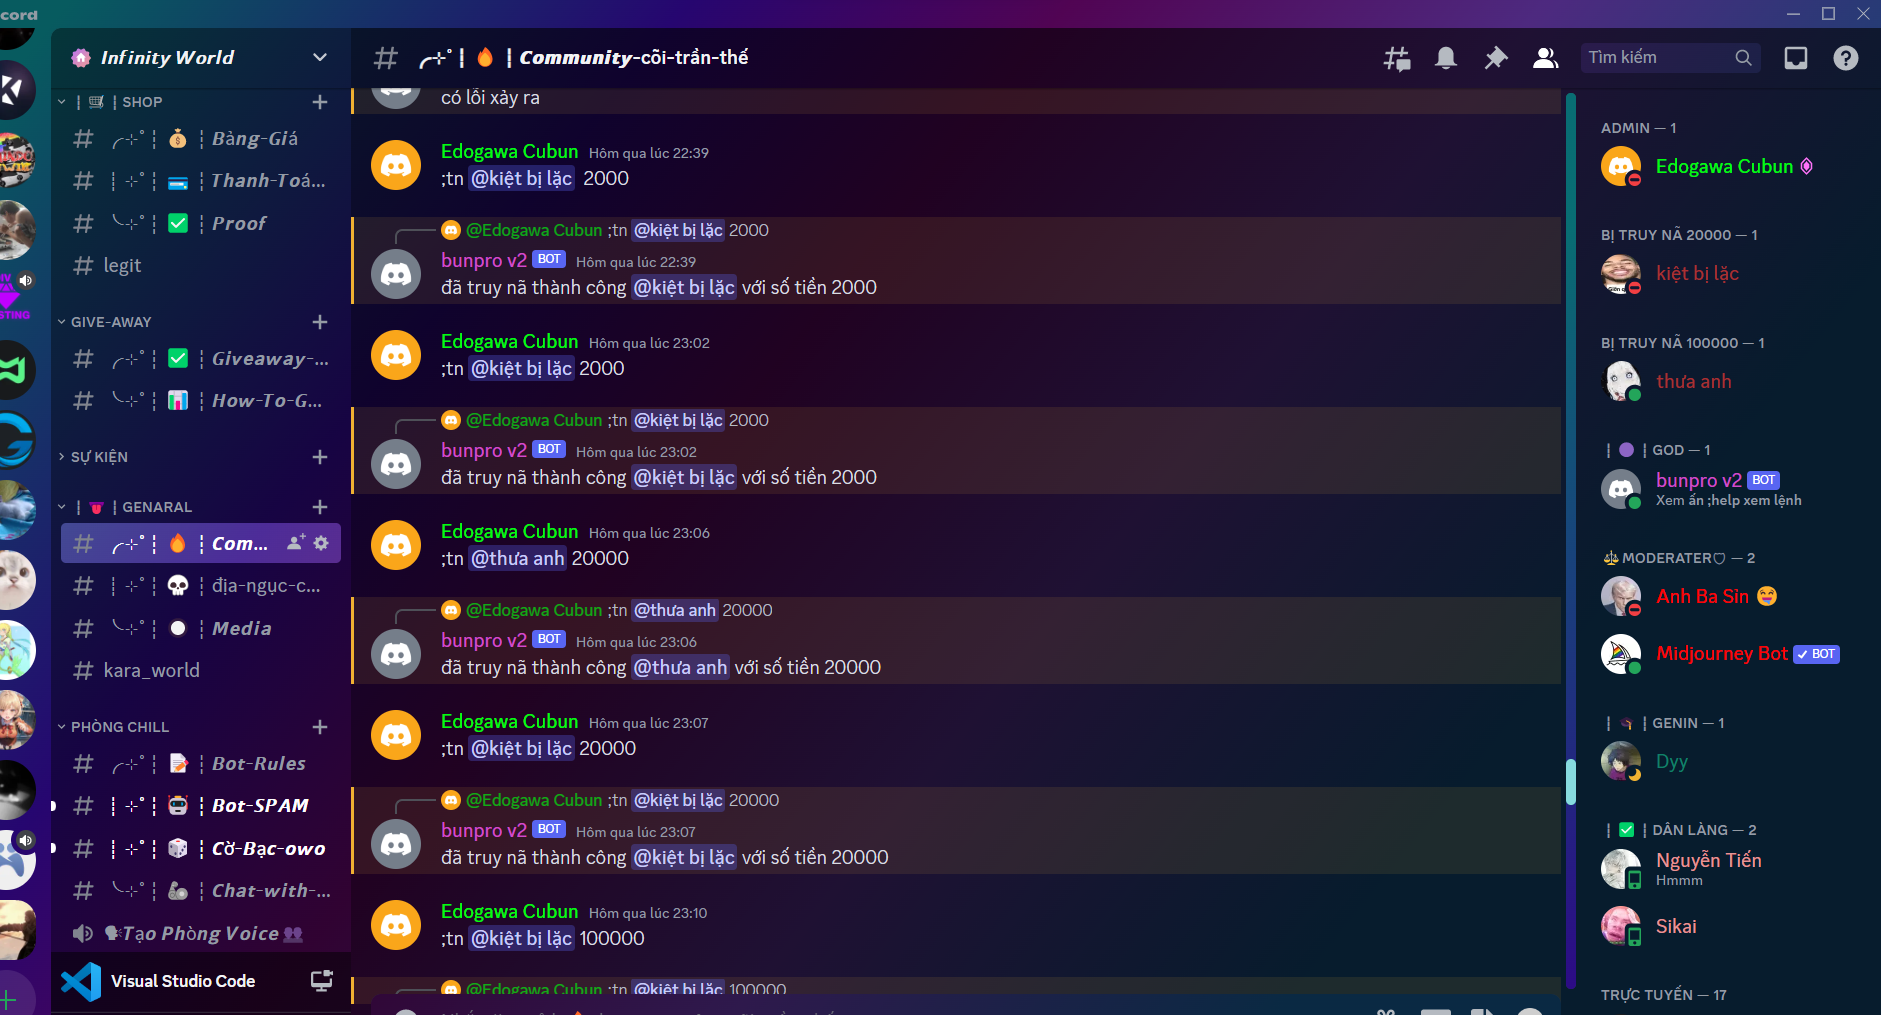 cord
Infinity World
SHOP
Bàng-Giá
Thanh-Toả...
Proof
legit
GIVE-AWAY
Giveaway-...
How-To-G...
SỰ KIỆN
GENARAL
Com...
địa-ngục-c...
Media
kara_world
PHÒNG CHILL
Bot-Rules
Bot-SPAM
Cờ-Bạc-owo
Chat-with-...
Tạo Phòng Voice
Visual Studio Code
Community-cõi-trần-thế
Tìm kiếm
có lỗi xảy ra
Edogawa Cubun Hôm qua lúc 22:39
;tn @kiệt bị lặc 2000
@Edogawa Cubun ;tn @kiệt bị lặc 2000
bunpro v2 BOT Hôm qua lúc 22:39
đã truy nã thành công @kiệt bị lặc với số tiền 2000
Edogawa Cubun Hôm qua lúc 23:02
;tn @kiệt bị lặc 2000
@Edogawa Cubun ;tn @kiệt bị lặc 2000
bunpro v2 BOT Hôm qua lúc 23:02
đã truy nã thành công @kiệt bị lặc với số tiền 2000
Edogawa Cubun Hôm qua lúc 23:06
;tn @thưa anh 20000
@Edogawa Cubun ;tn @thưa anh 20000
bunpro v2 BOT Hôm qua lúc 23:06
đã truy nã thành công @thưa anh với số tiền 20000
Edogawa Cubun Hôm qua lúc 23:07
;tn @kiệt bị lặc 20000
@Edogawa Cubun ;tn @kiệt bị lặc 20000
bunpro v2 BOT Hôm qua lúc 23:07
đã truy nã thành công @kiệt bị lặc với số tiền 20000
Edogawa Cubun Hôm qua lúc 23:10
;tn @kiệt bị lặc 100000
@Edogawa Cubun ;tn @kiệt bị lặc 100000
ADMIN — 1
Edogawa Cubun
BỊ TRUY NÃ 20000 — 1
kiệt bị lặc
BỊ TRUY NÃ 100000 — 1
thưa anh
GOD — 1
bunpro v2 BOT
Xem ấn ;help xem lệnh
MODERATER — 2
Anh Ba Sin
Midjourney Bot BOT
GENIN — 1
Dyy
DÂN LÀNG — 2
Nguyễn Tiến
Hmmm
Sikai
TRỰC TUYẾN — 17